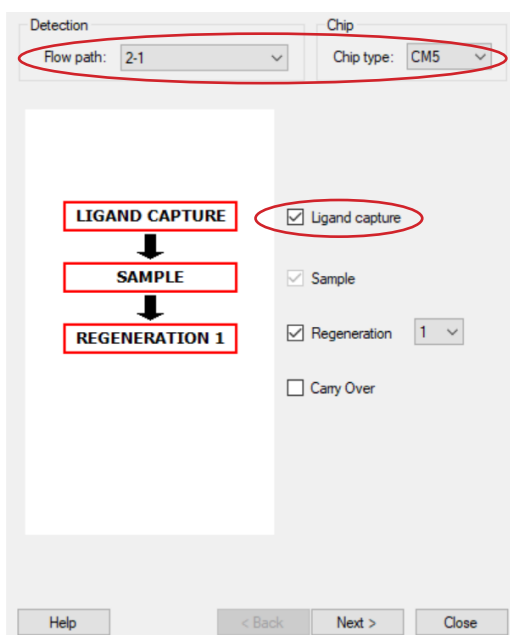 Detection
Chip
Flow path: 2-1
Chip type: CM5
LIGAND CAPTURE
Ligand capture
SAMPLE
Sample
REGENERATION 1
Regeneration 1
Carry Over
Help
< Back
Next >
Close